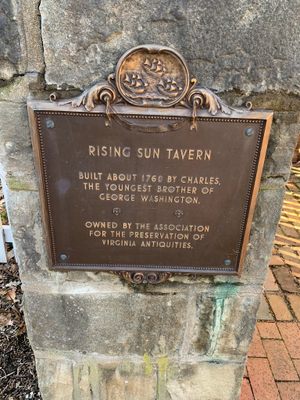 RISING SUN TAVERN
BUILT ABOUT 1760 BY CHARLES,
THE YOUNGEST BROTHER OF
GEORGE WASHINGTON.
OWNED BY THE ASSOCIATION
FOR THE PRESERVATION OF
VIRGINIA ANTIQUITIES.